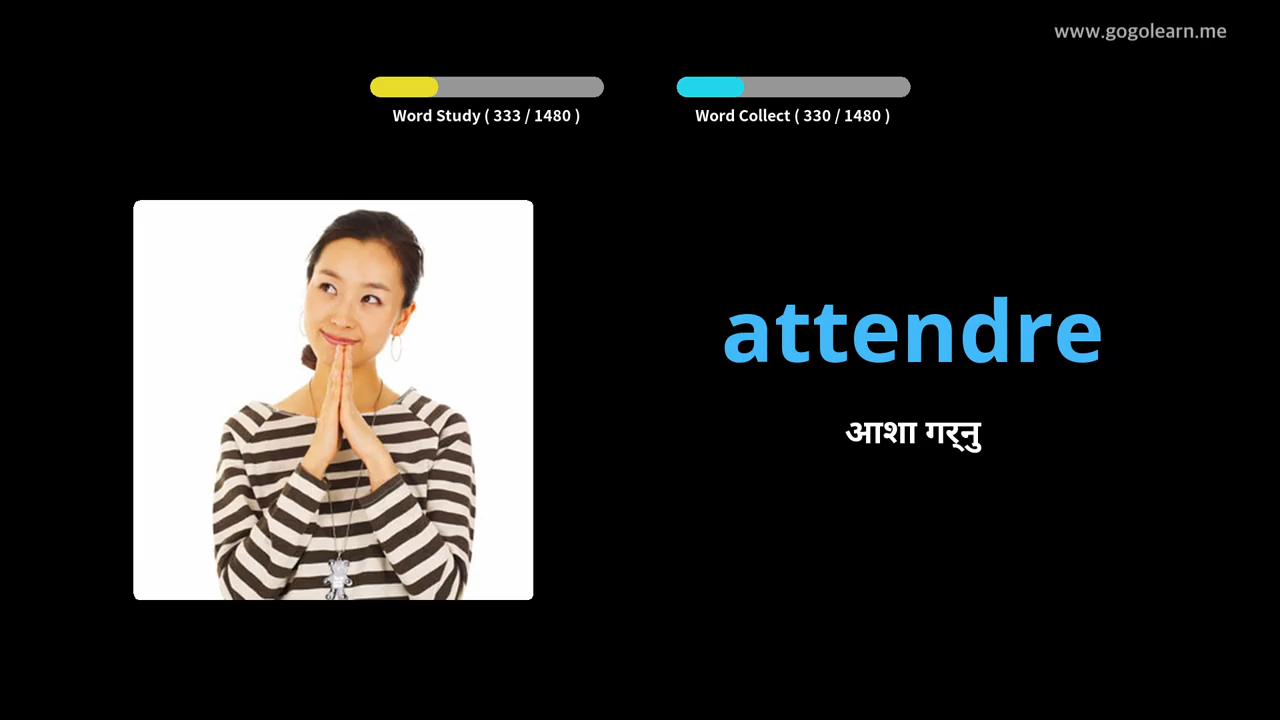 www.gogolearn.me
Word Study ( 333 / 1480 )
Word Collect ( 330 / 1480 )
attendre
आशा गर्नु